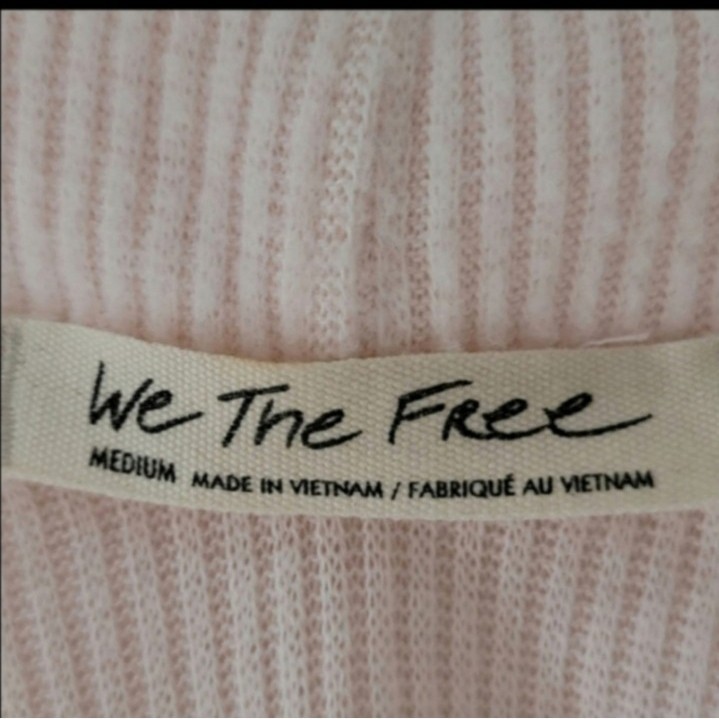 We The Free
MEDIUM MADE IN VIETNAM / FABRIQUÉ AU VIETNAM